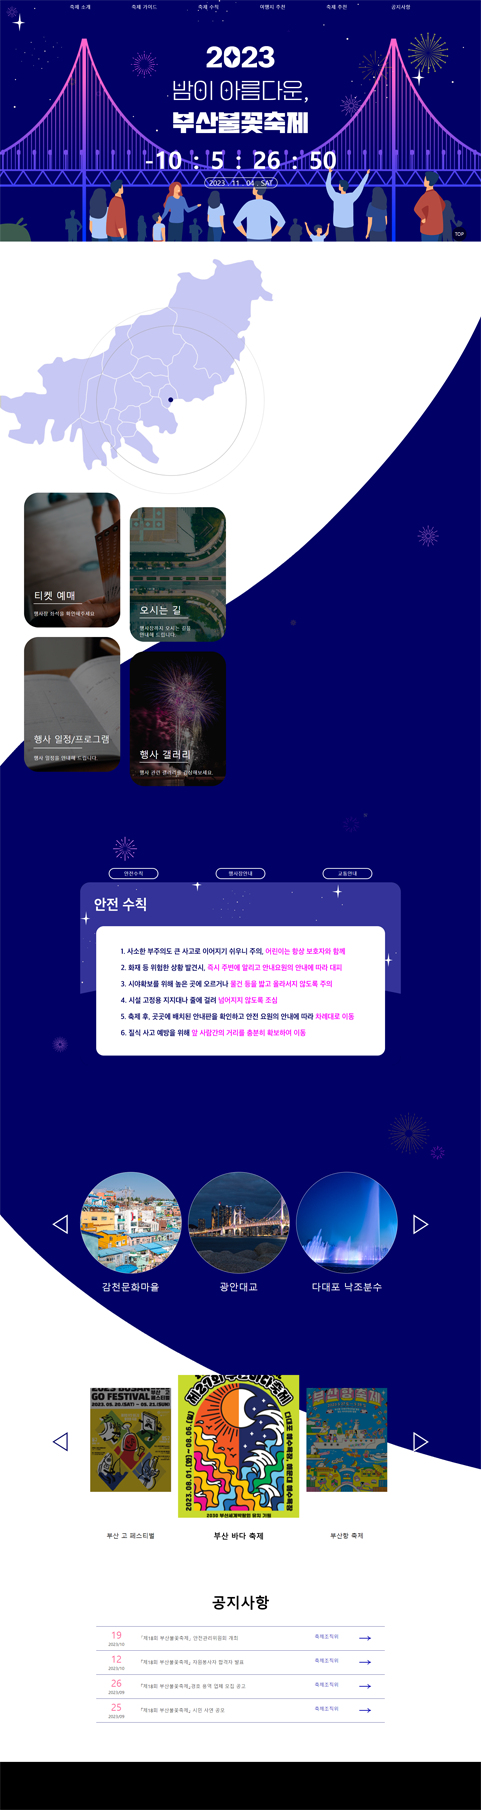 축제 소개 축제 가이드 축제 수칙 여행지 추천 축제 추천 공지사항
2023
밤이 아름다운,
부산불꽃축제
-10 : 5 : 26 : 50
2023 . 11 . 04 . SAT
TOP
티켓 예매
행사장 좌석을 확인해주세요
오시는 길
행사장까지 오시는 길을
안내해 드립니다.
행사 일정/프로그램
행사 일정을 안내해 드립니다.
행사 갤러리
행사 관련 갤러리를 감상해보세요.
안전수칙 행사장안내 교통안내
안전 수칙
1. 사소한 부주의도 큰 사고로 이어지기 쉬우니 주의, 어린이는 항상 보호자와 함께
2. 화재 등 위험한 상황 발견시, 즉시 주변에 알리고 안내요원의 안내에 따라 대피
3. 시야확보를 위해 높은 곳에 오르거나 물건 등을 밟고 올라서지 않도록 주의
4. 시설 고정용 지지대나 줄에 걸려 넘어지지 않도록 조심
5. 축제 후, 곳곳에 배치된 안내판을 확인하고 안전 요원의 안내에 따라 차례대로 이동
6. 질식 사고 예방을 위해 앞 사람간의 거리를 충분히 확보하여 이동
감천문화마을 광안대교 다대포 낙조분수
2023 BUSAN
GO FESTIVAL
부산 고
페스티벌
2023. 05. 20.(SAT) ~ 05. 21.(SUN)
제27회 부산바다축제
2023.08.01.(화) ~ 08.06.(일)
다대포 해수욕장, 해운대 해수욕장
2030 부산세계박람회 유치 기원
부산항축제
부산 고 페스티벌 부산 바다 축제 부산항 축제
공지사항
19 「제18회 부산불꽃축제」 안전관리위원회 개최 축제조직위 →
2023/10
12 「제18회 부산불꽃축제」 자원봉사자 합격자 발표 축제조직위 →
2023/10
26 「제18회 부산불꽃축제」경호 용역 업체 모집 공고 축제조직위 →
2023/09
25 「제18회 부산불꽃축제」 시민 사연 공모 축제조직위 →
2023/09